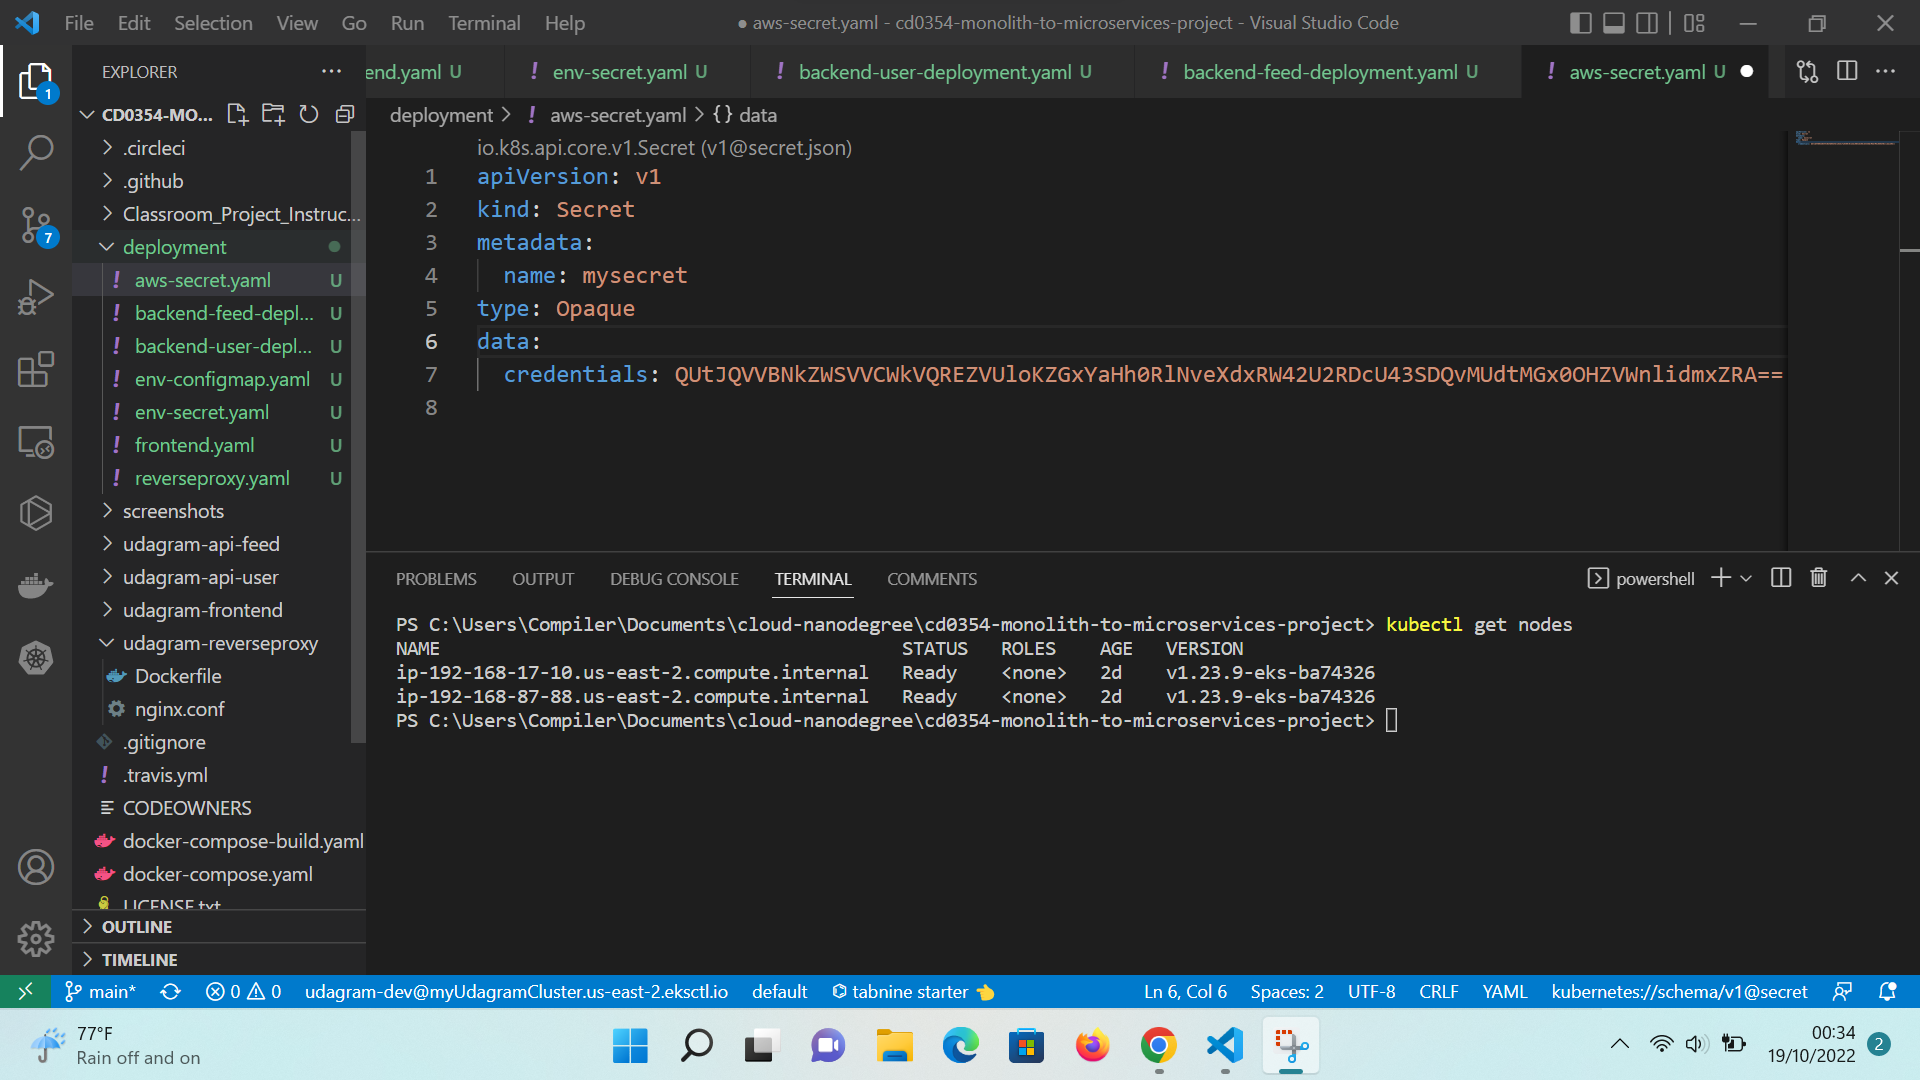 File Edit Selection View Go Run Terminal Help
● aws-secret.yaml - cd0354-monolith-to-microservices-project - Visual Studio Code
EXPLORER
end.yaml U
! env-secret.yaml U
! backend-user-deployment.yaml U
! backend-feed-deployment.yaml U
! aws-secret.yaml U
1
CD0354-MO...
deployment > ! aws-secret.yaml > {} data
.circleci
.github
Classroom_Project_Instruc...
7
deployment
! aws-secret.yaml U
! backend-feed-depl... U
! backend-user-depl... U
! env-configmap.yaml U
! env-secret.yaml U
! frontend.yaml U
! reverseproxy.yaml U
screenshots
udagram-api-feed
udagram-api-user
udagram-frontend
udagram-reverseproxy
Dockerfile
nginx.conf
.gitignore
! .travis.yml
CODEOWNERS
docker-compose-build.yaml
docker-compose.yaml
LICENSE.txt
OUTLINE
TIMELINE
io.k8s.api.core.v1.Secret (v1@secret.json)
1 apiVersion: v1
2 kind: Secret
3 metadata:
4 name: mysecret
5 type: Opaque
6 data:
7 credentials: QUtJQVVBNkZWSVVCWkVQREZVUloKZGxYaHh0RlNveXdxRW42U2RDcU43SDQvMUdtMGx0OHZVWnlidmxZRA==
8
PROBLEMS OUTPUT DEBUG CONSOLE TERMINAL COMMENTS
powershell
PS C:\Users\Compiler\Documents\cloud-nanodegree\cd0354-monolith-to-microservices-project> kubectl get nodes
NAME STATUS ROLES AGE VERSION
ip-192-168-17-10.us-east-2.compute.internal Ready <none> 2d v1.23.9-eks-ba74326
ip-192-168-87-88.us-east-2.compute.internal Ready <none> 2d v1.23.9-eks-ba74326
PS C:\Users\Compiler\Documents\cloud-nanodegree\cd0354-monolith-to-microservices-project>
main* 0 0 udagram-dev@myUdagramCluster.us-east-2.eksctl.io default tabnine starter
Ln 6, Col 6 Spaces: 2 UTF-8 CRLF YAML kubernetes://schema/v1@secret
77°F
Rain off and on
00:34
19/10/2022
2